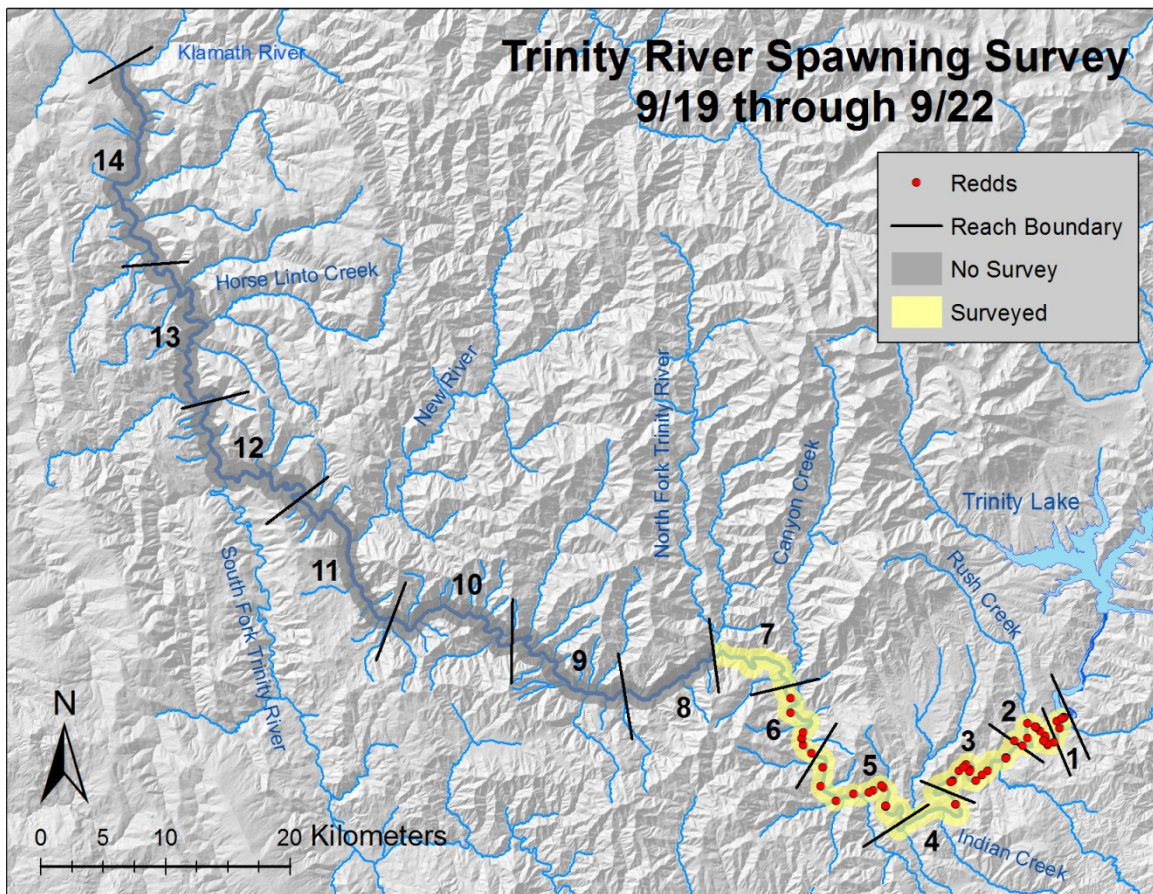 Trinity River Spawning Survey
9/19 through 9/22
Klamath River
Redds
Reach Boundary
No Survey
Surveyed
14
Horse Linto Creek
13
New River
North Fork Trinity River
Canyon Creek
12
Trinity Lake
Rush Creek
South Fork Trinity River
11
10
9
8
7
6
5
4
3
2
1
Indian Creek
N
0 5 10 20 Kilometers